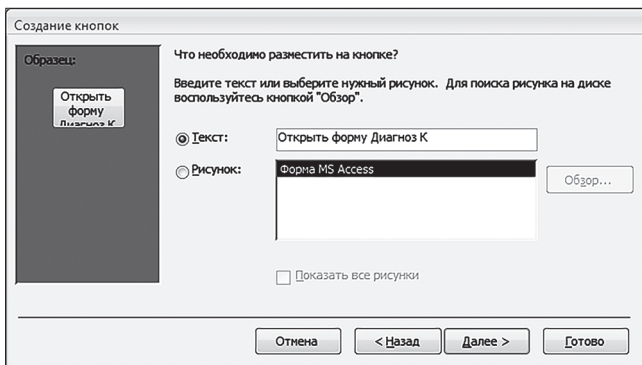 Создание кнопок
Образец:
Открыть
форму
Диагноз К
Что необходимо разместить на кнопке?
Введите текст или выберите нужный рисунок. Для поиска рисунка на диске
воспользуйтесь кнопкой "Обзор".
Текст:
Открыть форму Диагноз К
Рисунок:
Форма MS Access
Обзор...
Показать все рисунки
Отмена
< Назад
Далее >
Готово